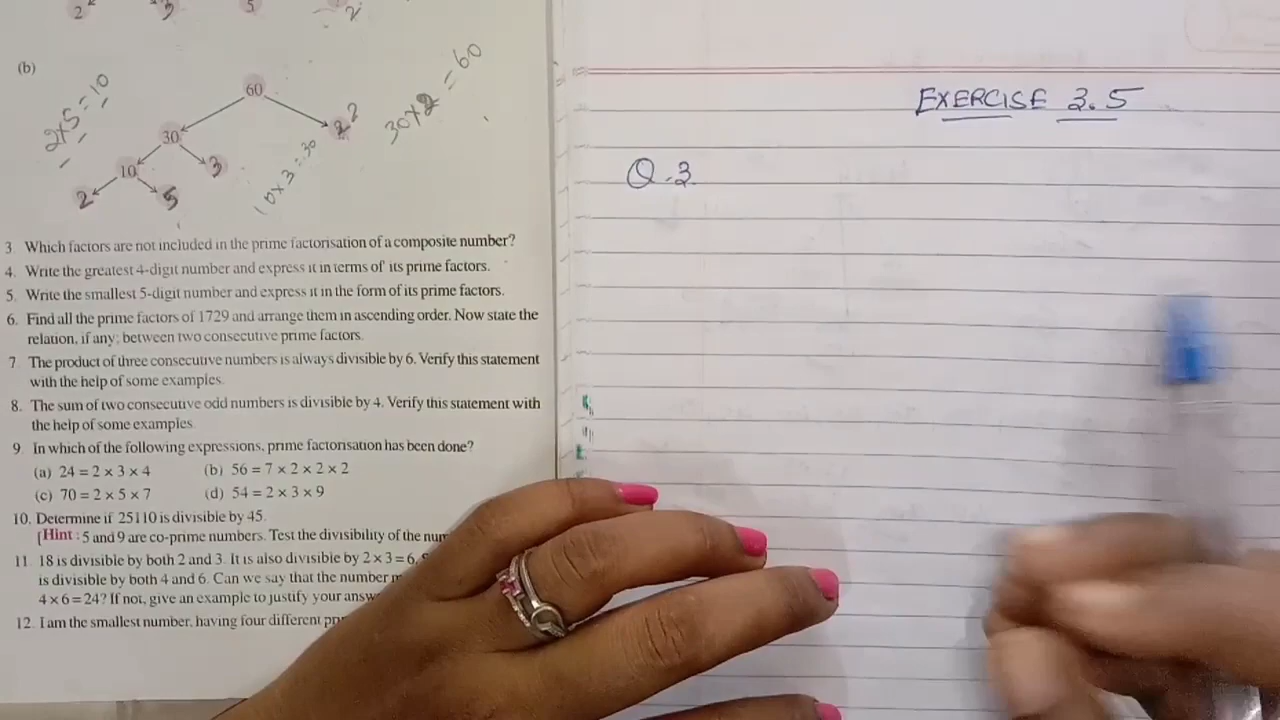 2
3
5
2
(b)
2×5=10
60
30×2=60
30
2 2
10×3=30
10
3
2
5
3. Which factors are not included in the prime factorisation of a composite number?
4. Write the greatest 4-digit number and express it in terms of its prime factors.
5. Write the smallest 5-digit number and express it in the form of its prime factors.
6. Find all the prime factors of 1729 and arrange them in ascending order. Now state the
relation, if any; between two consecutive prime factors.
7 The product of three consecutive numbers is always divisible by 6. Verify this statement
with the help of some examples.
8. The sum of two consecutive odd numbers is divisible by 4. Verify this statement with
the help of some examples.
9. In which of the following expressions, prime factorisation has been done?
(a) 24 = 2 × 3 × 4 (b) 56 = 7 × 2 × 2 × 2
(c) 70 = 2 × 5 × 7 (d) 54 = 2 × 3 × 9
10. Determine if 25110 is divisible by 45.
[Hint : 5 and 9 are co-prime numbers. Test the divisibility of the
11. 18 is divisible by both 2 and 3. It is also divisible by 2 × 3 = 6.
is divisible by both 4 and 6. Can we say that the number
4 × 6 = 24? If not, give an example to justify your
12. I am the smallest number, having four different
EXERCISE 3.5
Q.3